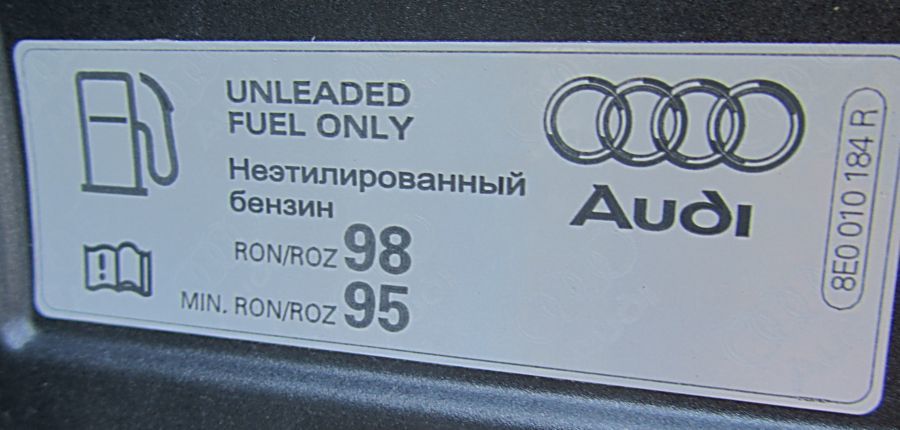 UNLEADED
FUEL ONLY
Неэтилированный
бензин
RON/ROZ 98
MIN. RON/ROZ 95
Audi
8E0 010 184 R